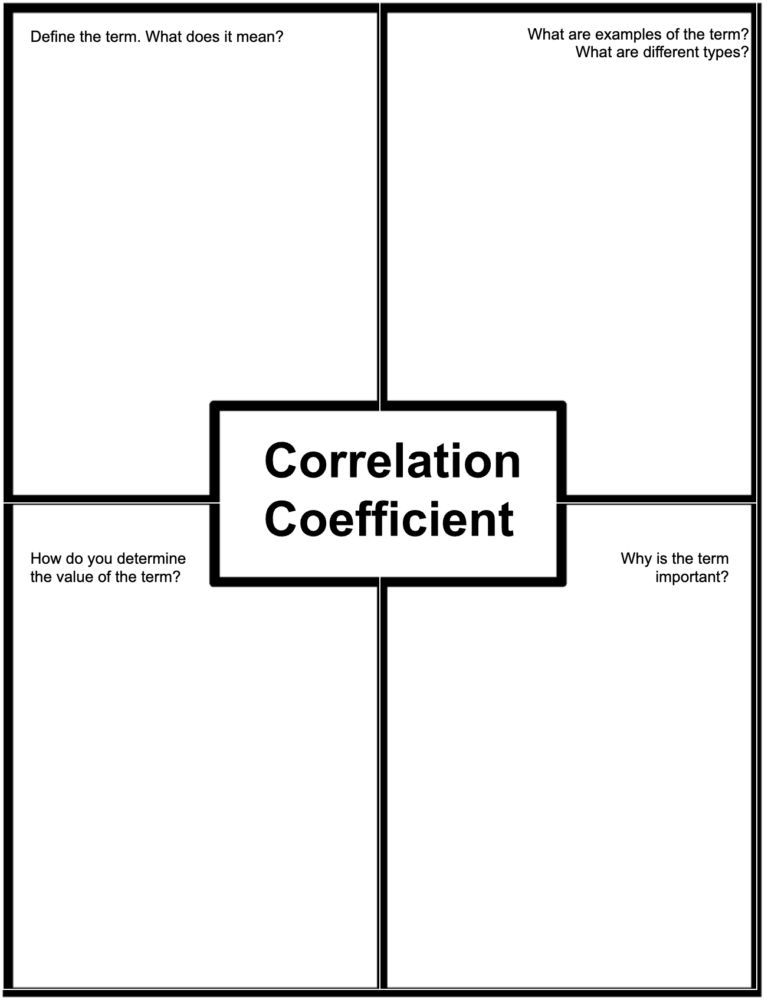 Define the term. What does it mean?
What are examples of the term?
What are different types?
Correlation
Coefficient
How do you determine
the value of the term?
Why is the term
important?